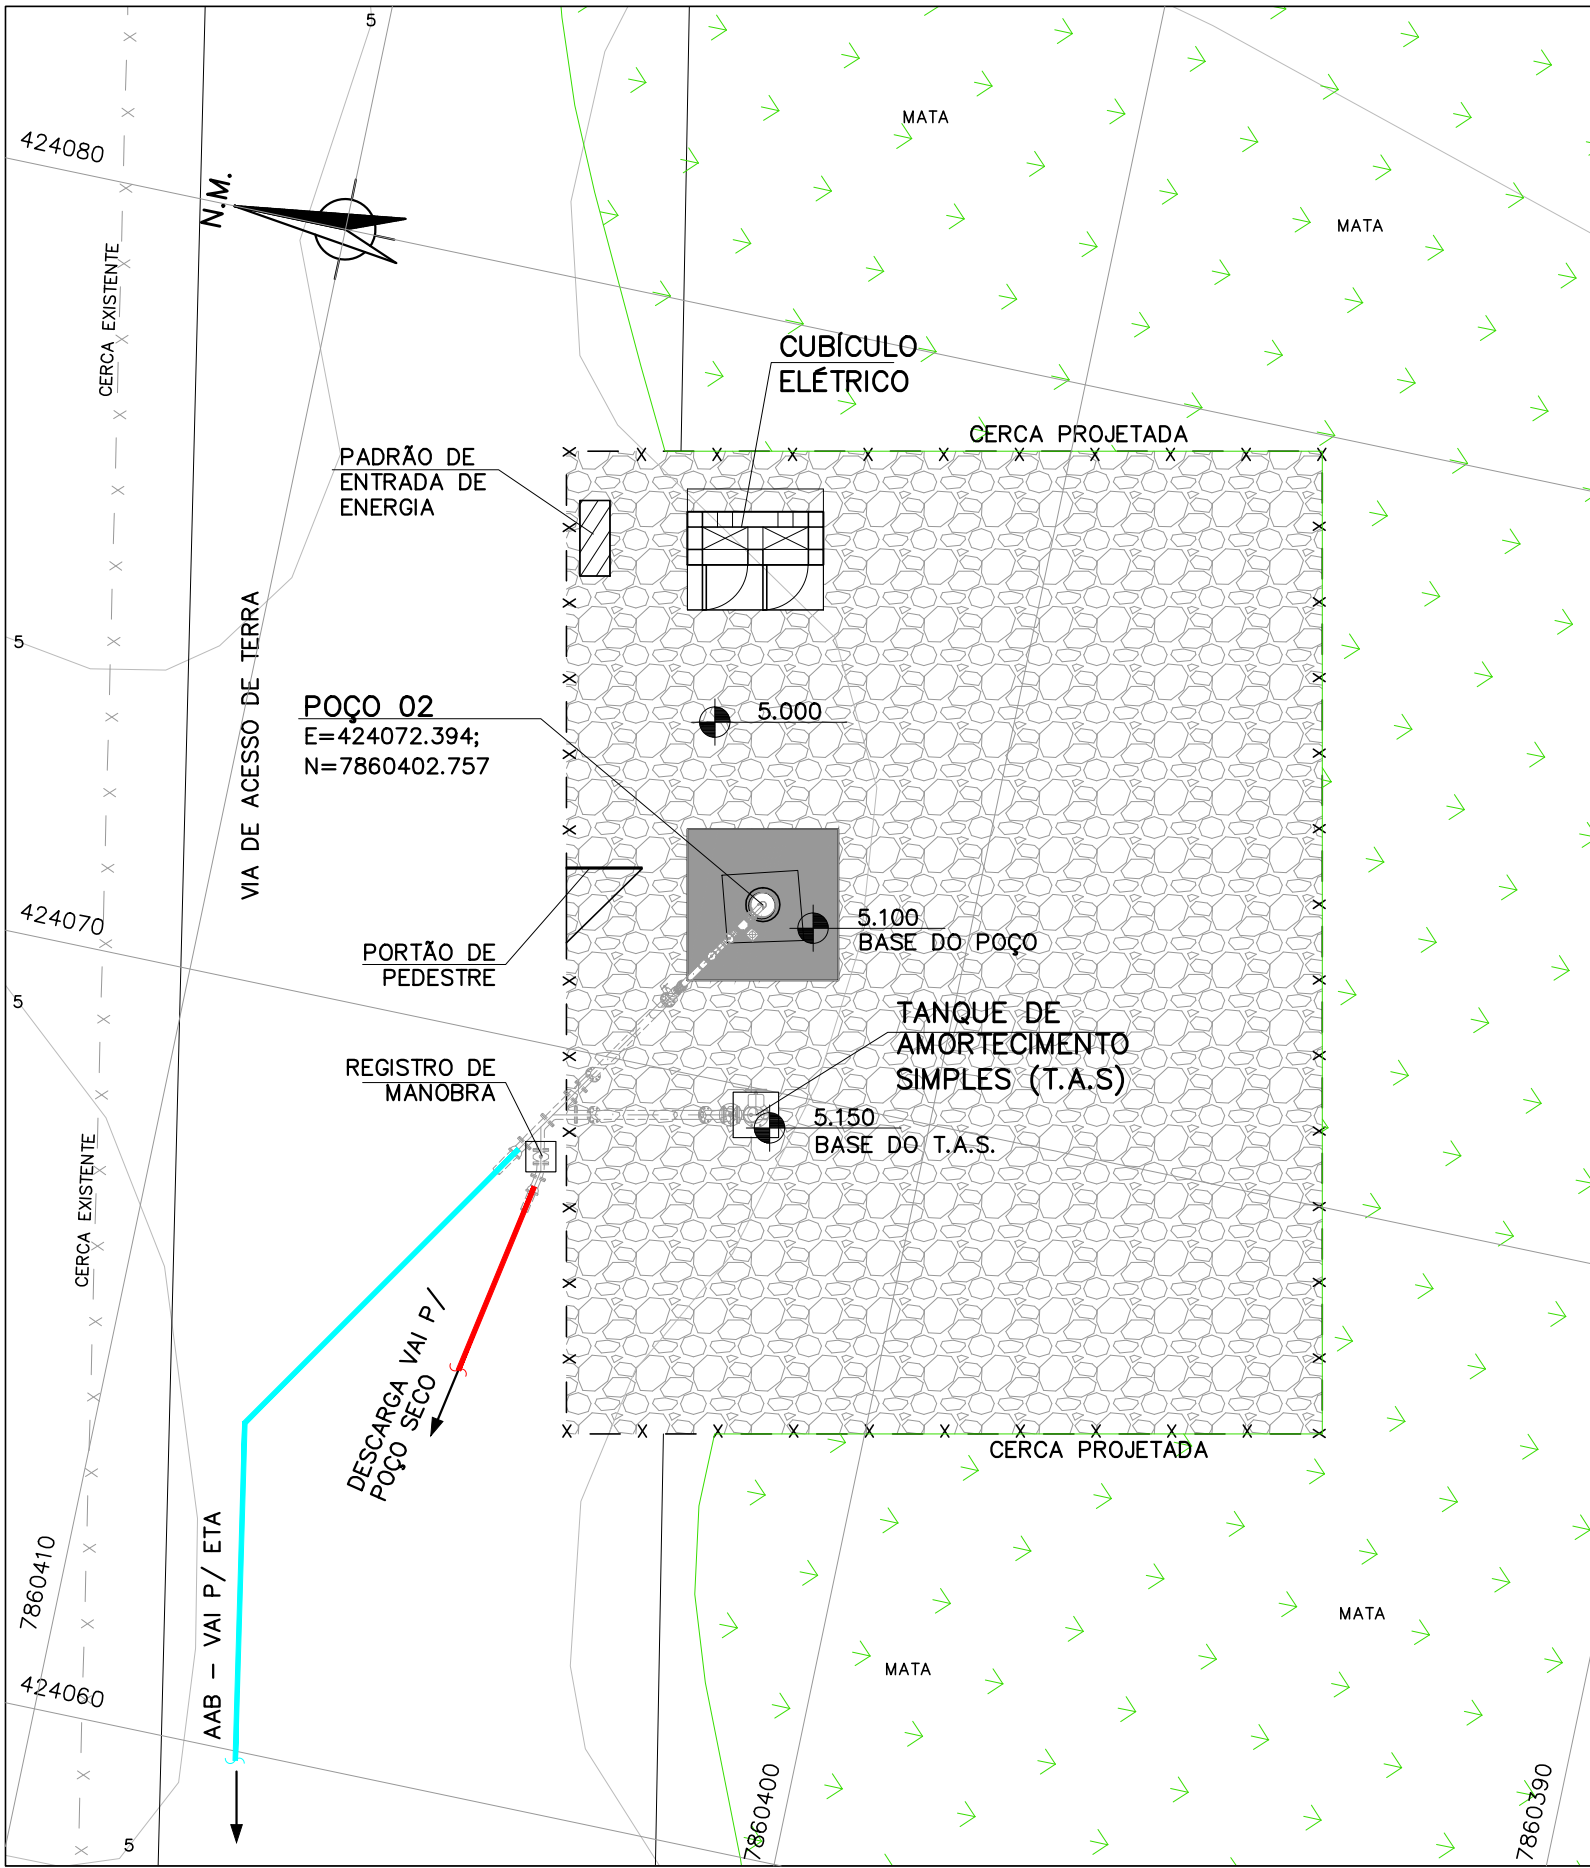 5
MATA
424080
N.M.
MATA
CERCA EXISTENTE
CUBÍCULO
ELÉTRICO
CERCA PROJETADA
PADRÃO DE
ENTRADA DE
ENERGIA
5
VIA DE ACESSO DE TERRA
POÇO 02
E=424072.394;
N=7860402.757
5.000
424070
5.100
BASE DO POÇO
PORTÃO DE
PEDESTRE
5
TANQUE DE
AMORTECIMENTO
SIMPLES (T.A.S)
REGISTRO DE
MANOBRA
5.150
BASE DO T.A.S.
CERCA EXISTENTE
DESCARGA VAI P/
POÇO SECO
CERCA PROJETADA
AAB - VAI P/ ETA
7860410
MATA
MATA
424060
7860400
7860390
5